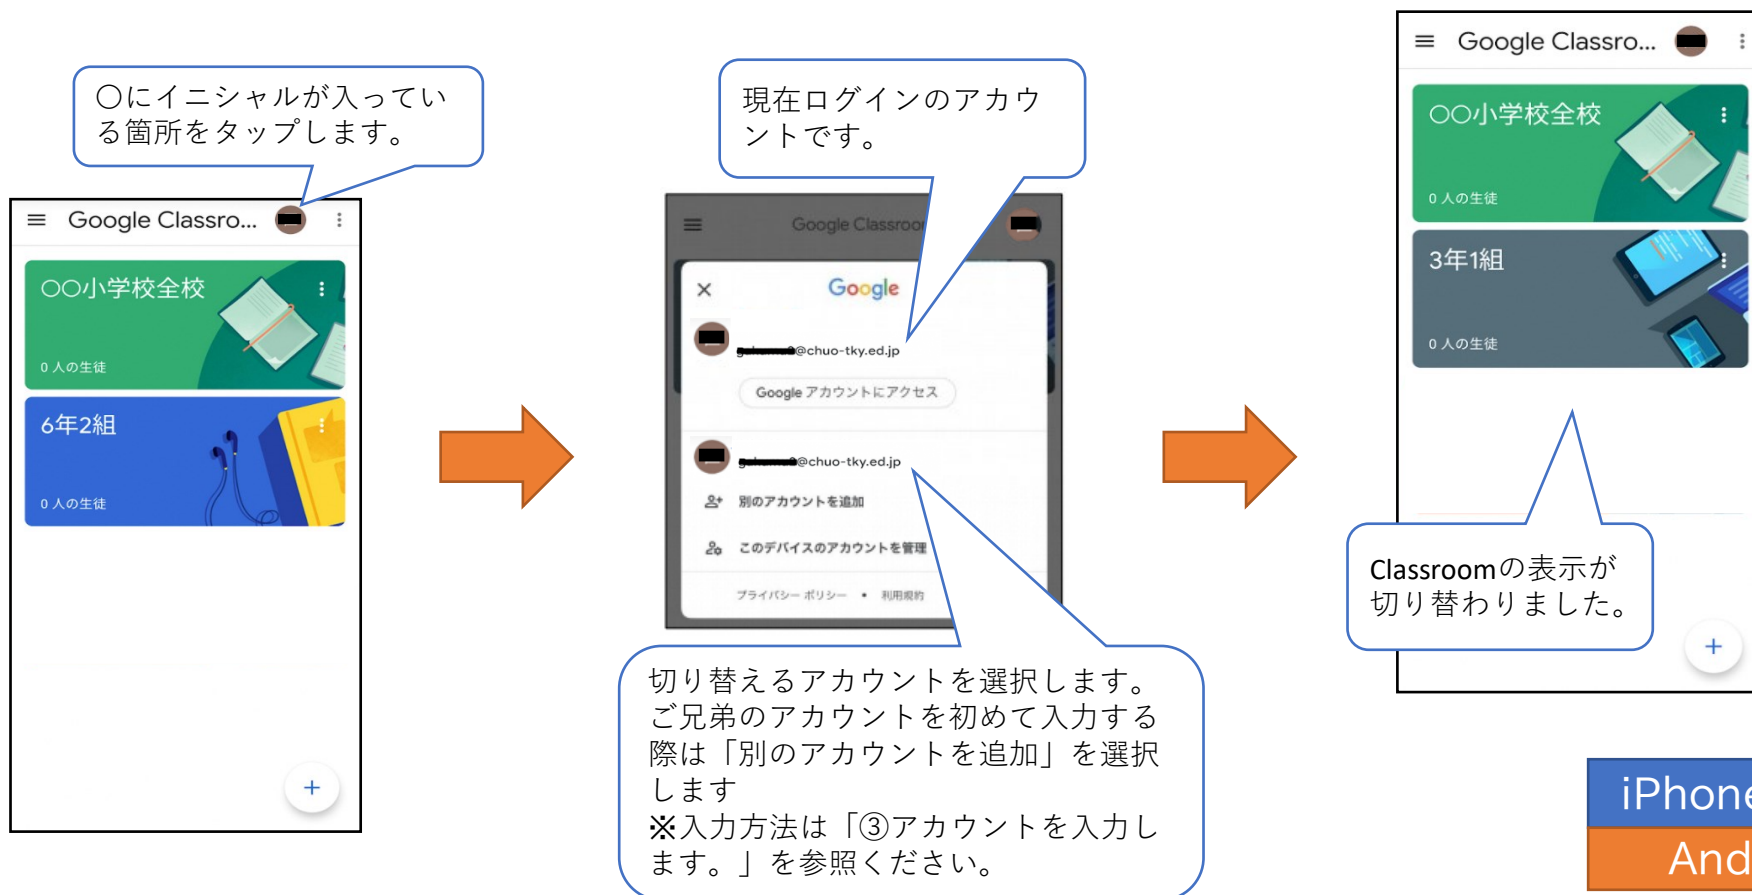 〇にイニシャルが入ってい
る箇所をタップします。
Google Classro...
〇〇小学校全校
0 人の生徒
6年2組
0 人の生徒
現在ログインのアカウ
ントです。
Google Classroo
Google
@chuo-tky.ed.jp
Google アカウントにアクセス
@chuo-tky.ed.jp
別のアカウントを追加
このデバイスのアカウントを管理
プライバシー ポリシー • 利用規約
切り替えるアカウントを選択します。
ご兄弟のアカウントを初めて入力する
際は「別のアカウントを追加」を選択
します
※入力方法は「③アカウントを入力し
ます。」を参照ください。
Google Classro...
〇〇小学校全校
0 人の生徒
3年1組
0 人の生徒
Classroomの表示が
切り替わりました。
iPhone
And